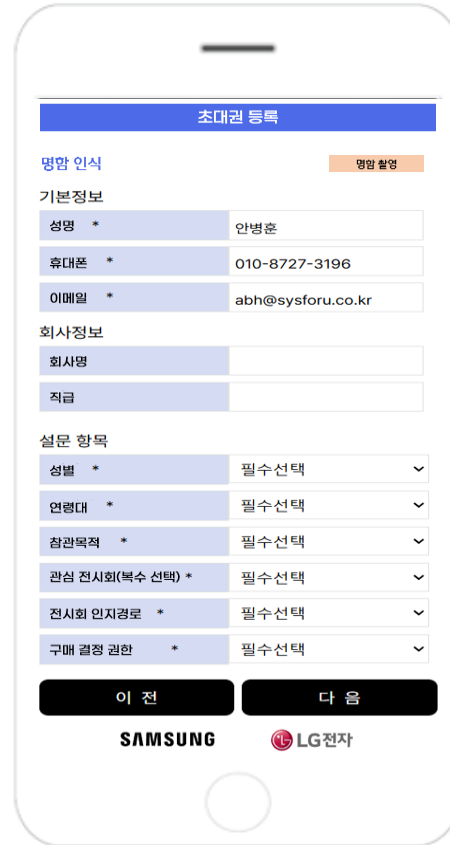 초대권 등록
명함 인식 명함 촬영
기본정보
성명 * 안병훈
휴대폰 * 010-8727-3196
이메일 * abh@sysforu.co.kr
회사정보
회사명
직급
설문 항목
성별 * 필수선택
연령대 * 필수선택
참관목적 * 필수선택
관심 전시회(복수 선택) * 필수선택
전시회 인지경로 * 필수선택
구매 결정 권한 * 필수선택
이 전 다 음
SAMSUNG LG전자